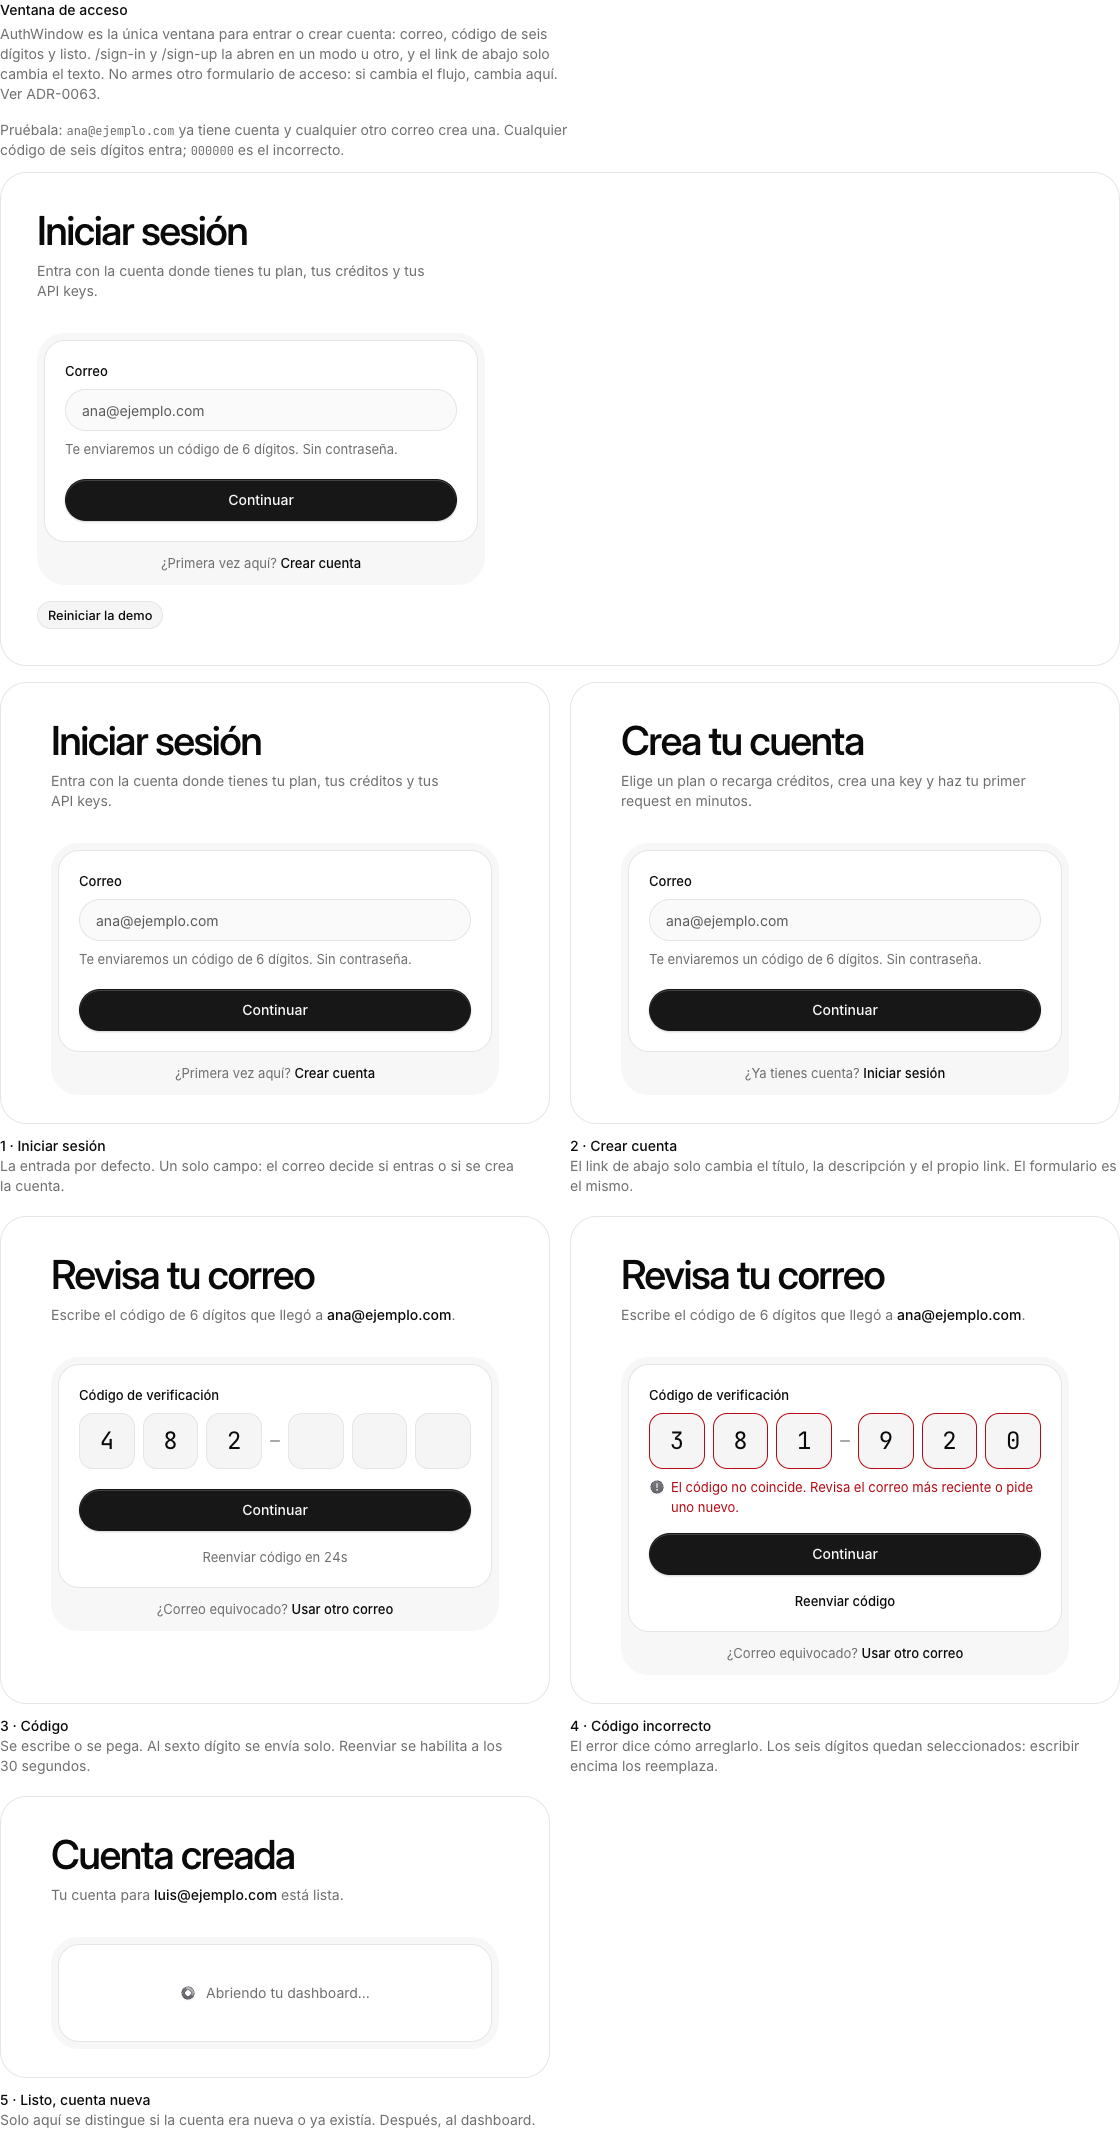 Ventana de acceso
AuthWindow es la única ventana para entrar o crear cuenta: correo, código de seis
dígitos y listo. /sign-in y /sign-up la abren en un modo u otro, y el link de abajo solo
cambia el texto. No armes otro formulario de acceso: si cambia el flujo, cambia aquí.
Ver ADR-0063.
Pruébala: ana@ejemplo.com ya tiene cuenta y cualquier otro correo crea una. Cualquier
código de seis dígitos entra; 000000 es el incorrecto.
Iniciar sesión
Entra con la cuenta donde tienes tu plan, tus créditos y tus
API keys.
Correo
ana@ejemplo.com
Te enviaremos un código de 6 dígitos. Sin contraseña.
Continuar
¿Primera vez aquí? Crear cuenta
Reiniciar la demo
Iniciar sesión
Entra con la cuenta donde tienes tu plan, tus créditos y tus
API keys.
Correo
ana@ejemplo.com
Te enviaremos un código de 6 dígitos. Sin contraseña.
Continuar
¿Primera vez aquí? Crear cuenta
1 · Iniciar sesión
La entrada por defecto. Un solo campo: el correo decide si entras o si se crea
la cuenta.
Crea tu cuenta
Elige un plan o recarga créditos, crea una key y haz tu primer
request en minutos.
Correo
ana@ejemplo.com
Te enviaremos un código de 6 dígitos. Sin contraseña.
Continuar
¿Ya tienes cuenta? Iniciar sesión
2 · Crear cuenta
El link de abajo solo cambia el título, la descripción y el propio link. El formulario es
el mismo.
Revisa tu correo
Escribe el código de 6 dígitos que llegó a ana@ejemplo.com.
Código de verificación
4 8 2 –
Continuar
Reenviar código en 24s
¿Correo equivocado? Usar otro correo
3 · Código
Se escribe o se pega. Al sexto dígito se envía solo. Reenviar se habilita a los
30 segundos.
Revisa tu correo
Escribe el código de 6 dígitos que llegó a ana@ejemplo.com.
Código de verificación
3 8 1 – 9 2 0
El código no coincide. Revisa el correo más reciente o pide
uno nuevo.
Continuar
Reenviar código
¿Correo equivocado? Usar otro correo
4 · Código incorrecto
El error dice cómo arreglarlo. Los seis dígitos quedan seleccionados: escribir
encima los reemplaza.
Cuenta creada
Tu cuenta para luis@ejemplo.com está lista.
Abriendo tu dashboard...
5 · Listo, cuenta nueva
Solo aquí se distingue si la cuenta era nueva o ya existía. Después, al dashboard.